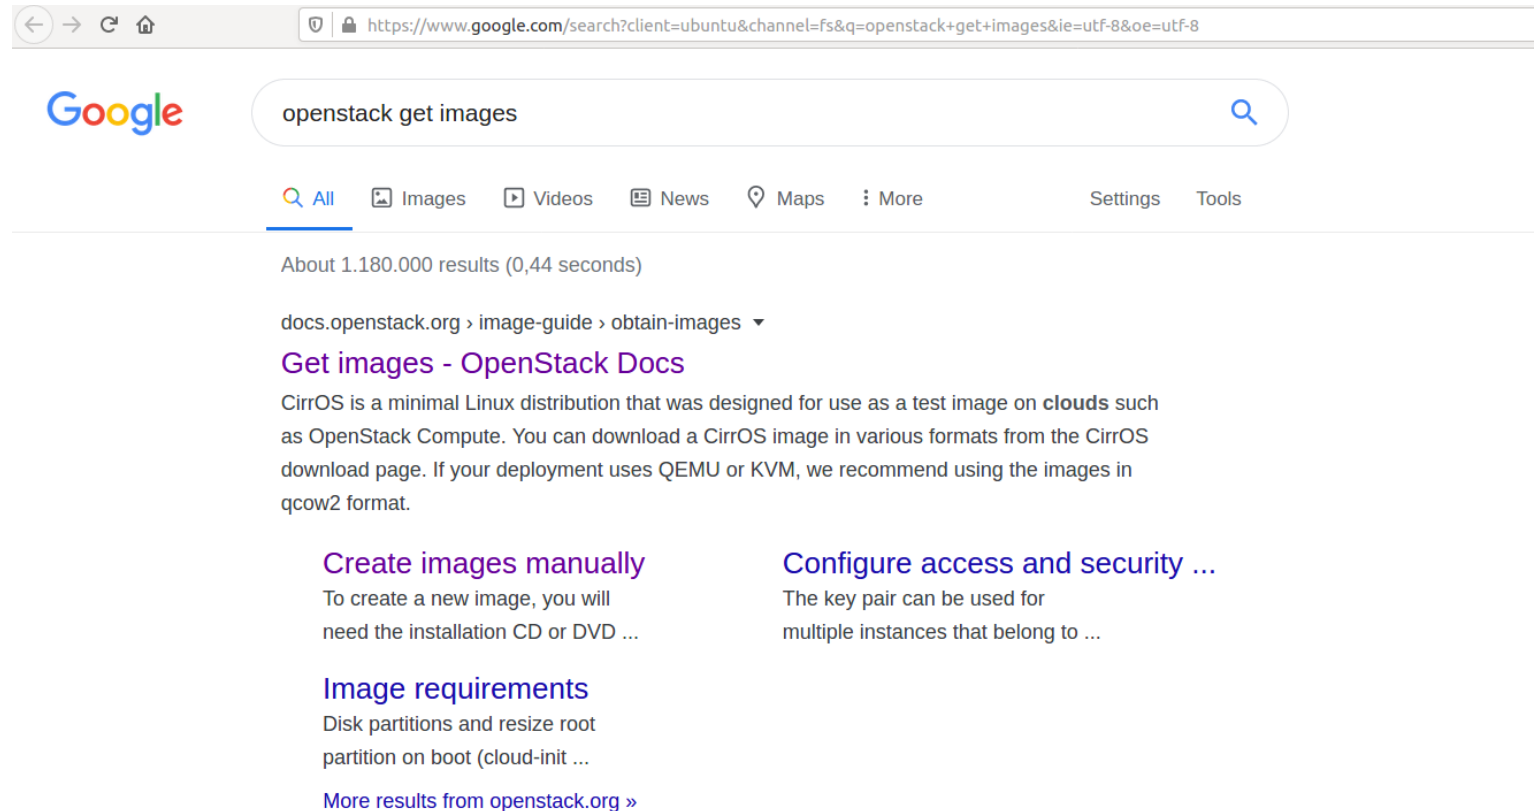 https://www.google.com/search?client=ubuntu&channel=fs&q=openstack+get+images&ie=utf-8&oe=utf-8
Google
openstack get images
All Images Videos News Maps More Settings Tools
About 1.180.000 results (0,44 seconds)
docs.openstack.org › image-guide › obtain-images
Get images - OpenStack Docs
CirrOS is a minimal Linux distribution that was designed for use as a test image on clouds such
as OpenStack Compute. You can download a CirrOS image in various formats from the CirrOS
download page. If your deployment uses QEMU or KVM, we recommend using the images in
qcow2 format.
Create images manually
To create a new image, you will
need the installation CD or DVD ...
Configure access and security ...
The key pair can be used for
multiple instances that belong to ...
Image requirements
Disk partitions and resize root
partition on boot (cloud-init ...
More results from openstack.org »